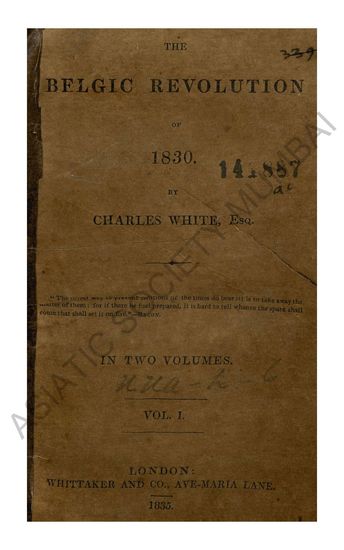 THE
339
BELGIC REVOLUTION
OF
1830.
14.887
BY
CHARLES WHITE, Esq.
"The surest way to prevent seditions (if the times do bear it) is to take away the
matter of them; for if there be fuel prepared, it is hard to tell whence the spark shall
come that shall set it on fire."—Bacon.
IN TWO VOLUMES.
VOL. I.
LONDON:
WHITTAKER AND CO., AVE-MARIA LANE.
1835.
ASIATIC SOCIETY MUMBAI